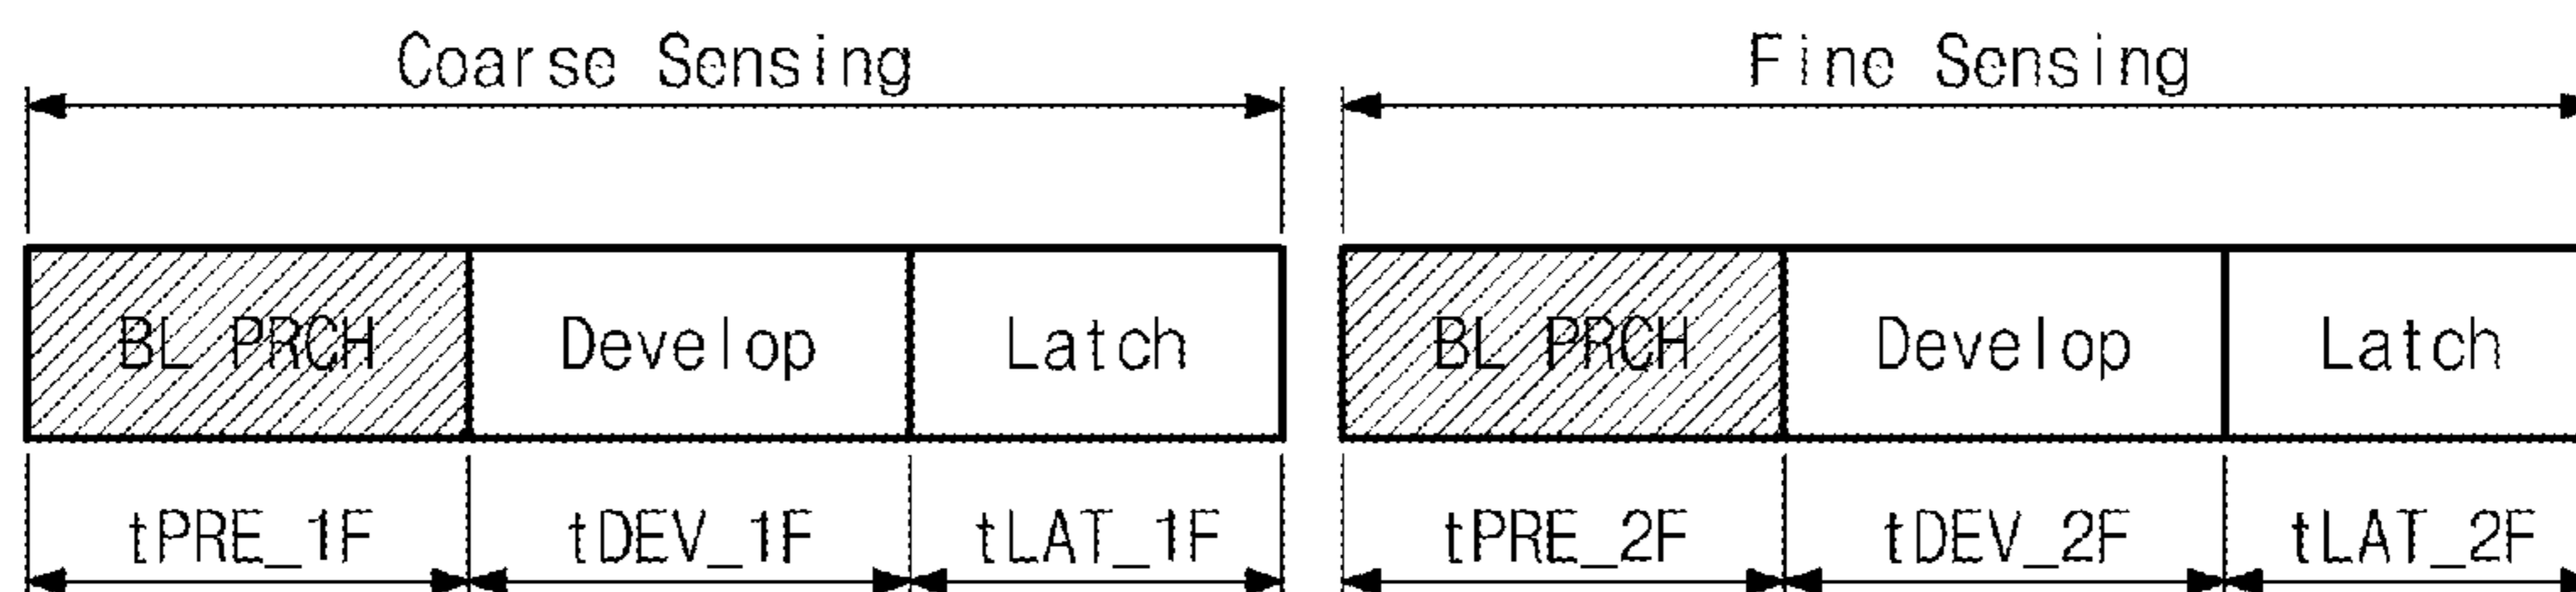 Coarse Sensing Fine Sensing
BL PRCH Develop Latch BL PRCH Develop Latch
tPRE_1F tDEV_1F tLAT_1F tPRE_2F tDEV_2F tLAT_2F